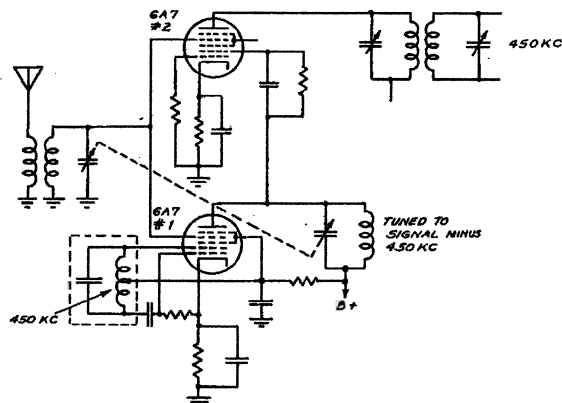 6A7
#2
450 KC
6A7
#1
TUNED TO
SIGNAL MINUS
450 KC
450 KC
B+